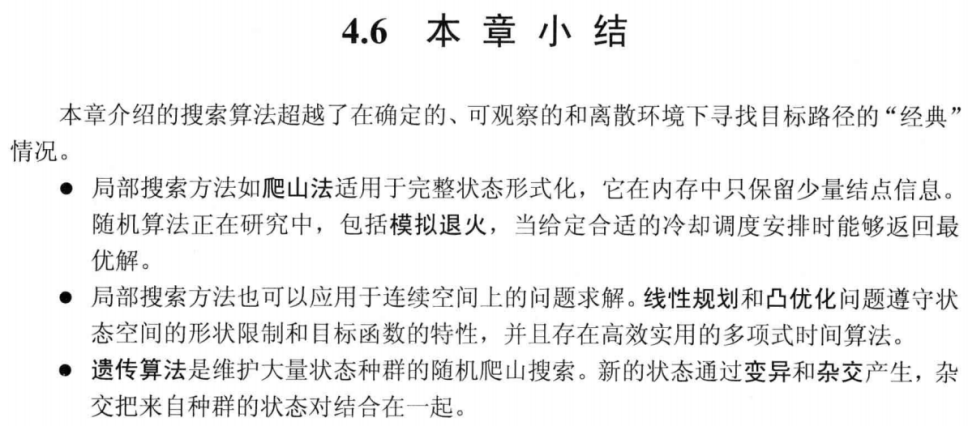 4.6 本章小结
本章介绍的搜索算法超越了在确定的、可观察的和离散环境下寻找目标路径的“经典”
情况。
● 局部搜索方法如爬山法适用于完整状态形式化，它在内存中只保留少量结点信息。
随机算法正在研究中，包括模拟退火，当给定合适的冷却调度安排时能够返回最
优解。
● 局部搜索方法也可以应用于连续空间上的问题求解。线性规划和凸优化问题遵守状
态空间的形状限制和目标函数的特性，并且存在高效实用的多项式时间算法。
● 遗传算法是维护大量状态种群的随机爬山搜索。新的状态通过变异和杂交产生，杂
交把来自种群的状态对结合在一起。